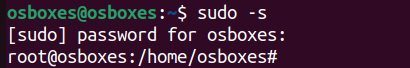 osboxes@osboxes:~$ sudo -s
[sudo] password for osboxes:
root@osboxes:/home/osboxes#